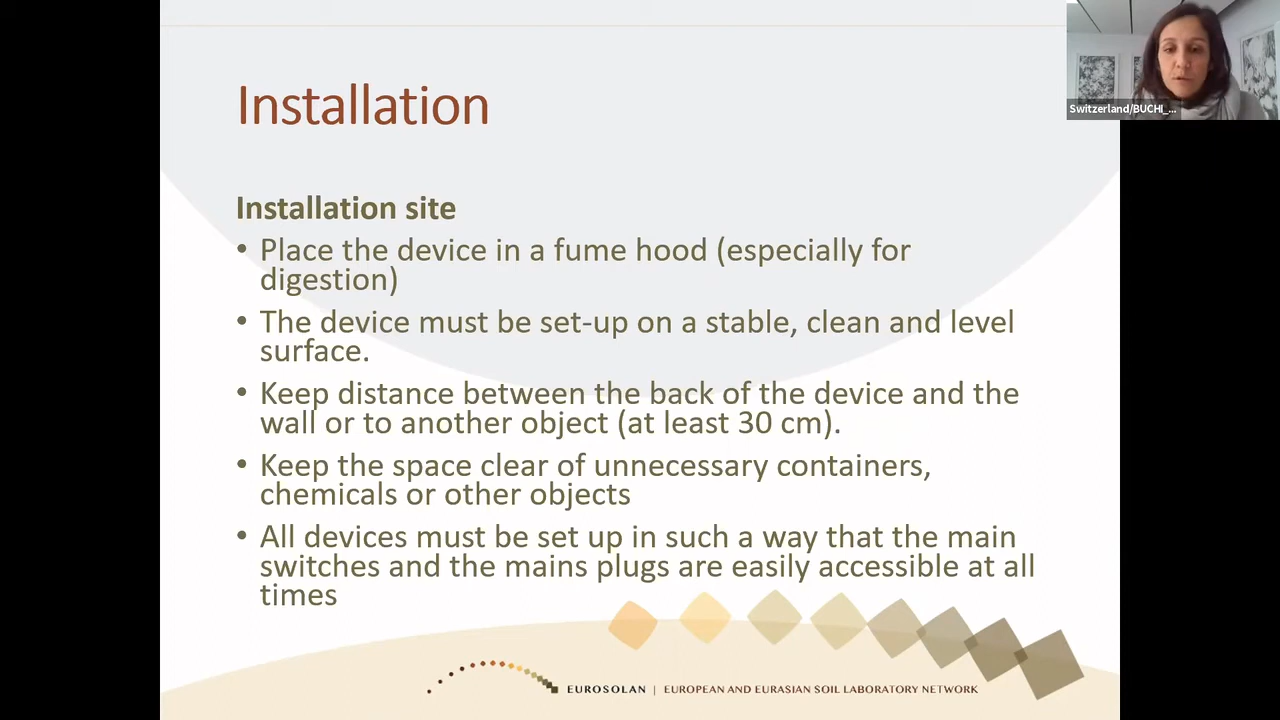 Installation
Switzerland/BUCHI_...
Installation site
• Place the device in a fume hood (especially for
digestion)
• The device must be set-up on a stable, clean and level
surface.
• Keep distance between the back of the device and the
wall or to another object (at least 30 cm).
• Keep the space clear of unnecessary containers,
chemicals or other objects
• All devices must be set up in such a way that the main
switches and the mains plugs are easily accessible at all
times
EUROSOLAN | EUROPEAN AND EURASIAN SOIL LABORATORY NETWORK